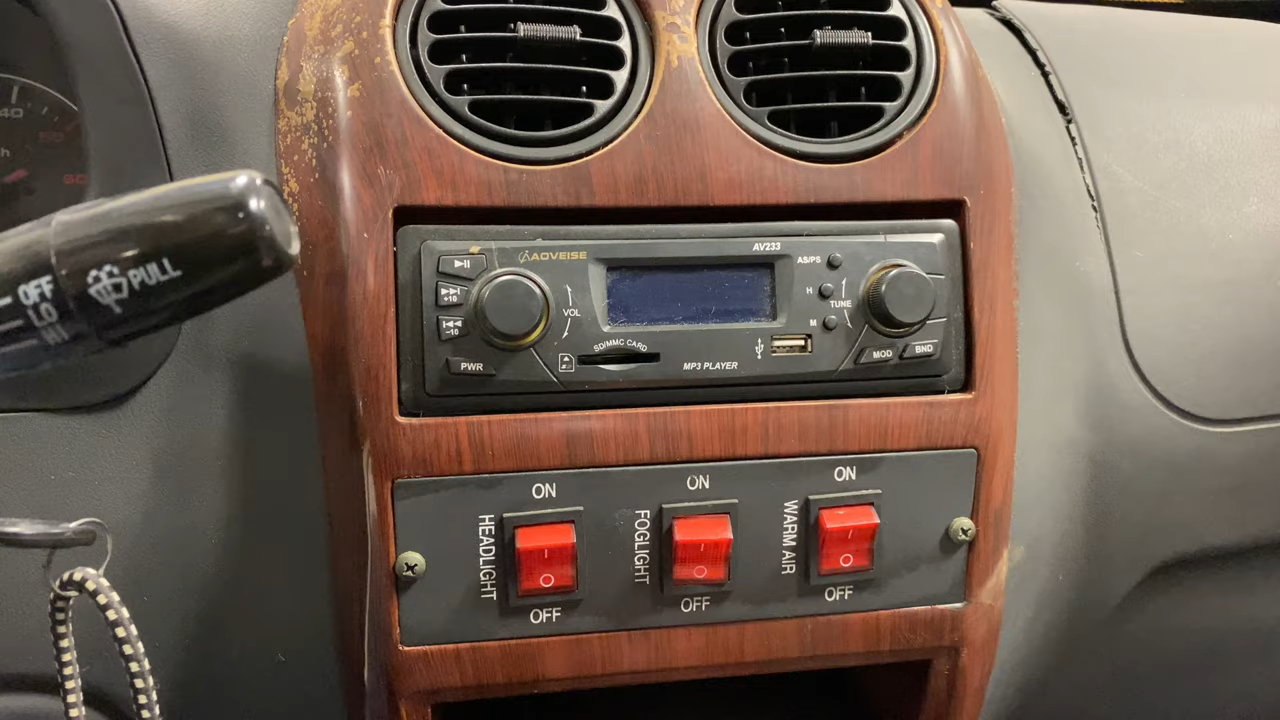 40
OFF
LO
HI
PULL
AOVEISE
AV233
+10
-10
PWR
VOL
SD/MMC CARD
MP3 PLAYER
AS/PS
H
M
TUNE
MOD
BND
ON
ON
ON
HEADLIGHT
FOGLIGHT
WARM AIR
OFF
OFF
OFF